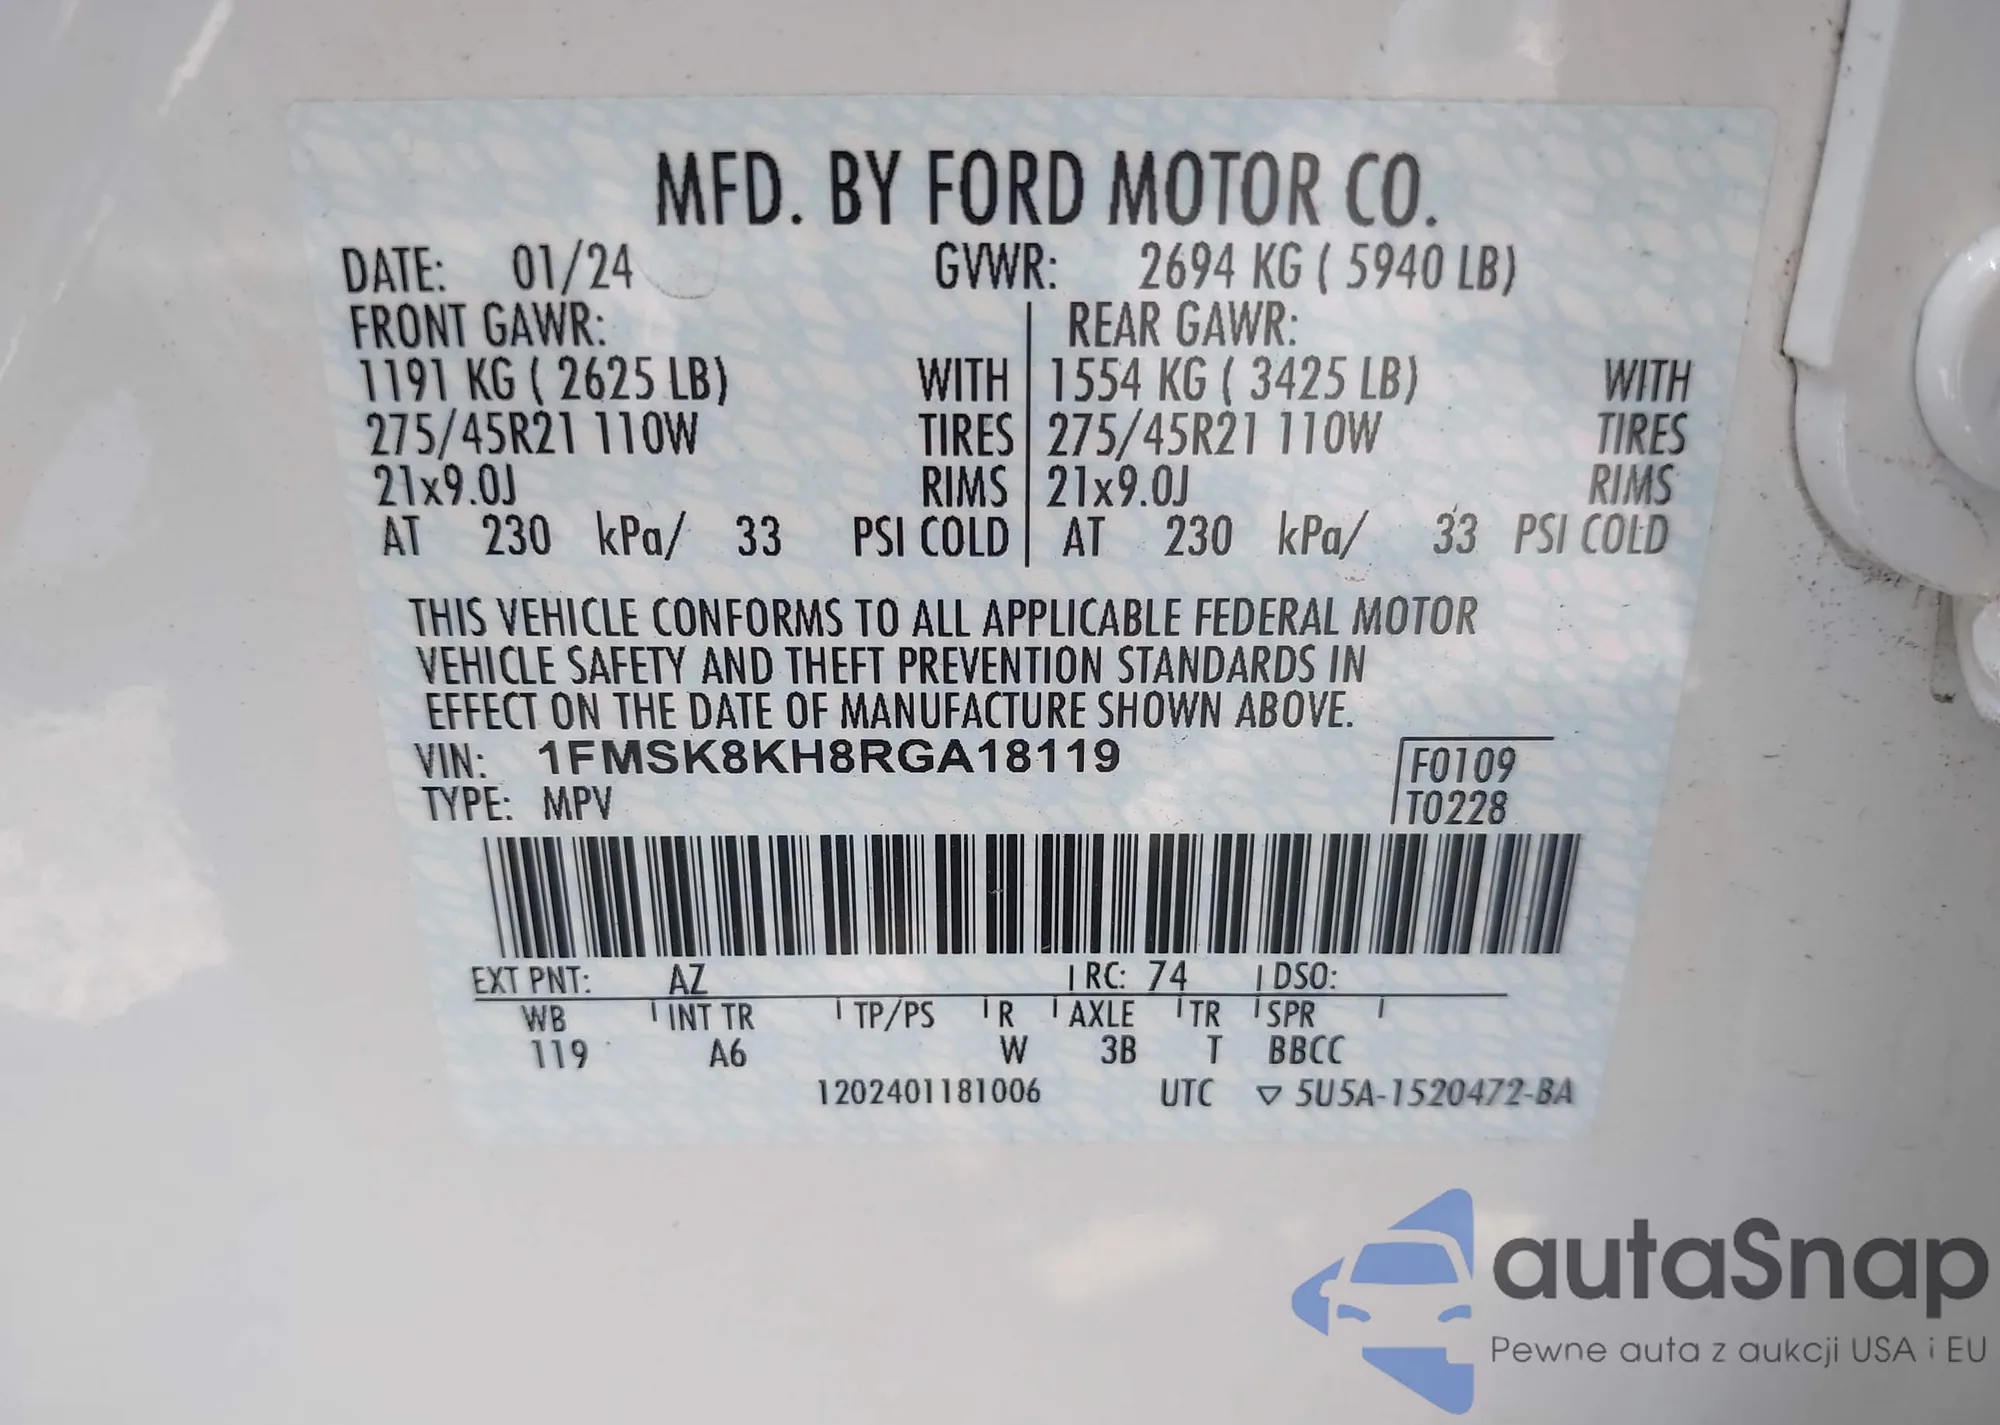 MFD. BY FORD MOTOR CO.
DATE: 01/24 GVWR: 2694 KG ( 5940 LB)
FRONT GAWR: REAR GAWR:
1191 KG ( 2625 LB) WITH 1554 KG ( 3425 LB) WITH
275/45R21 110W TIRES 275/45R21 110W TIRES
21x9.0J RIMS 21x9.0J RIMS
AT 230 kPa/ 33 PSI COLD AT 230 kPa/ 33 PSI COLD
THIS VEHICLE CONFORMS TO ALL APPLICABLE FEDERAL MOTOR
VEHICLE SAFETY AND THEFT PREVENTION STANDARDS IN
EFFECT ON THE DATE OF MANUFACTURE SHOWN ABOVE.
VIN: 1FMSK8KH8RGA18119 F0109
TYPE: MPV T0228
EXT PNT: AZ RC: 74 DSO:
WB INT TR TP/PS R AXLE TR SPR
119 A6 W 3B T BBCC
1202401181006 UTC ▽ 5U5A-1520472-BA
autaSnap
Pewne auta z aukcji USA i EU